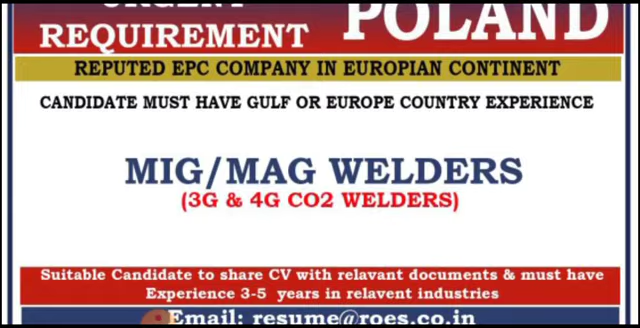 URGENT
REQUIREMENT POLAND
REPUTED EPC COMPANY IN EUROPIAN CONTINENT
CANDIDATE MUST HAVE GULF OR EUROPE COUNTRY EXPERIENCE
MIG/MAG WELDERS
(3G & 4G CO2 WELDERS)
Suitable Candidate to share CV with relavant documents & must have
Experience 3-5 years in relavent industries
Email: resume@roes.co.in